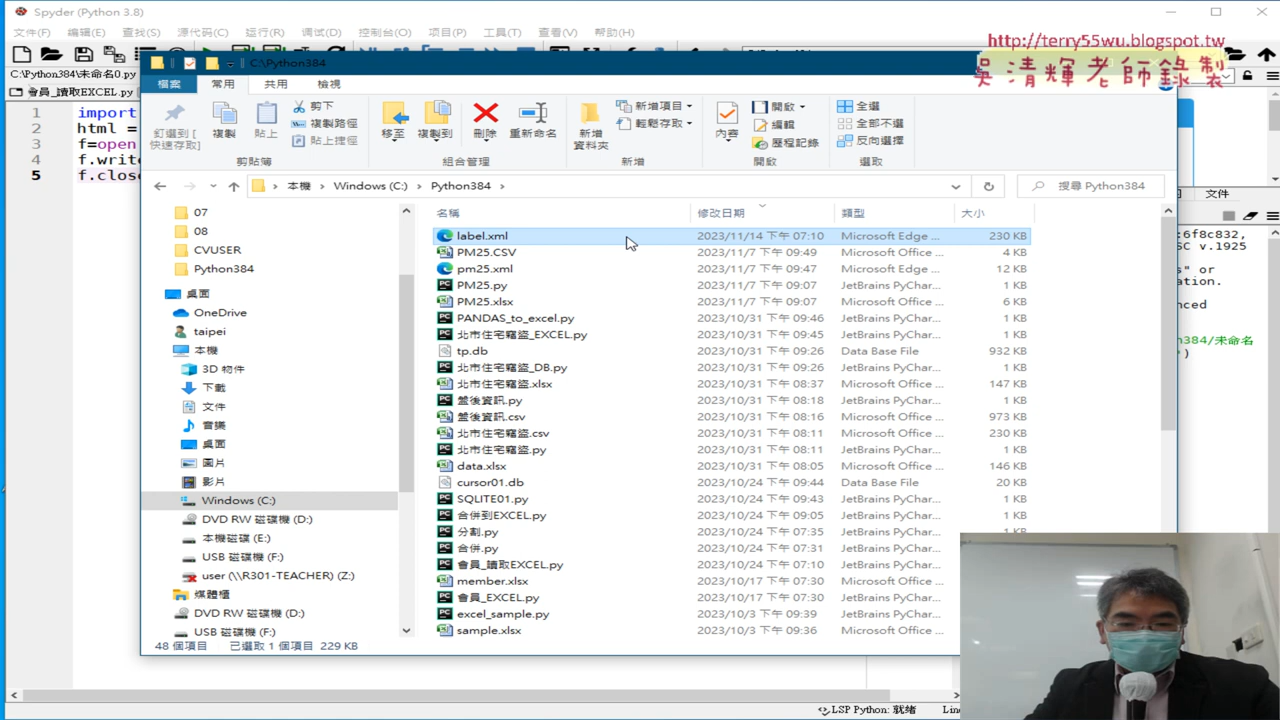 Spyder (Python 3.8)
文件(F) 编辑(E) 查找(S) 源代码(C) 运行(R) 调试(D) 控制台(O) 项目(P) 工具(T) 查看(V) 帮助(H)
http://terry55wu.blogspot.tw
吳清輝老師錄製
C:\Python384\未命名0.py
會員_讀取EXCEL.py
1 import
2 html =
3 f=open
4 f.write
5 f.close
C:\Python384
檔案 常用 共用 檢視
釘選到 [快速存取]
複製
貼上
剪下
複製路徑
貼上捷徑
剪貼簿
移至
複製到
刪除
重新命名
組合管理
新增資料夾
新增項目
輕鬆存取
新增
內容
開啟
編輯
歷程記錄
開啟
全選
全部不選
反向選擇
選取
本機 › Windows (C:) › Python384 ›
搜尋 Python384
07
08
CVUSER
Python384
桌面
OneDrive
taipei
本機
3D 物件
下載
文件
音樂
桌面
圖片
影片
Windows (C:)
DVD RW 磁碟機 (D:)
本機磁碟 (E:)
USB 磁碟機 (F:)
user (\\R301-TEACHER) (Z:)
媒體櫃
DVD RW 磁碟機 (D:)
USB 磁碟機 (F:)
名稱 修改日期 類型 大小
label.xml 2023/11/14 下午 07:10 Microsoft Edge ... 230 KB
PM25.CSV 2023/11/7 下午 09:49 Microsoft Office ... 4 KB
pm25.xml 2023/11/7 下午 09:47 Microsoft Edge ... 12 KB
PM25.py 2023/11/7 下午 09:07 JetBrains PyChar... 1 KB
PM25.xlsx 2023/11/7 下午 09:07 Microsoft Office ... 6 KB
PANDAS_to_excel.py 2023/10/31 下午 09:46 JetBrains PyChar... 1 KB
北市住宅竊盜_EXCEL.py 2023/10/31 下午 09:45 JetBrains PyChar... 1 KB
tp.db 2023/10/31 下午 09:26 Data Base File 932 KB
北市住宅竊盜_DB.py 2023/10/31 下午 09:26 JetBrains PyChar... 1 KB
北市住宅竊盜.xlsx 2023/10/31 下午 08:37 Microsoft Office ... 147 KB
盤後資訊.py 2023/10/31 下午 08:18 JetBrains PyChar... 1 KB
盤後資訊.csv 2023/10/31 下午 08:16 Microsoft Office ... 973 KB
北市住宅竊盜.csv 2023/10/31 下午 08:11 Microsoft Office ... 230 KB
北市住宅竊盜.py 2023/10/31 下午 08:11 JetBrains PyChar... 1 KB
data.xlsx 2023/10/31 下午 08:05 Microsoft Office ... 146 KB
cursor01.db 2023/10/24 下午 09:44 Data Base File 20 KB
SQLITE01.py 2023/10/24 下午 09:43 JetBrains PyChar... 1 KB
合併到EXCEL.py 2023/10/24 下午 09:05 JetBrains PyChar... 1 KB
分割.py 2023/10/24 下午 07:35 JetBrains PyChar... 1 KB
合併.py 2023/10/24 下午 07:31 JetBrains PyChar...
會員_讀取EXCEL.py 2023/10/24 下午 07:10 JetBrains PyChar...
member.xlsx 2023/10/17 下午 07:30 Microsoft Office ...
會員_EXCEL.py 2023/10/17 下午 07:30 JetBrains PyChar...
excel_sample.py 2023/10/3 下午 09:39 JetBrains PyChar...
sample.xlsx 2023/10/3 下午 09:36 Microsoft Office ...
48 個項目 已選取 1 個項目 229 KB
文件
:6f8c832,
SC v.1925
s" or
ation.
nced
on384/未命名
')
LSP Python: 就绪
Line